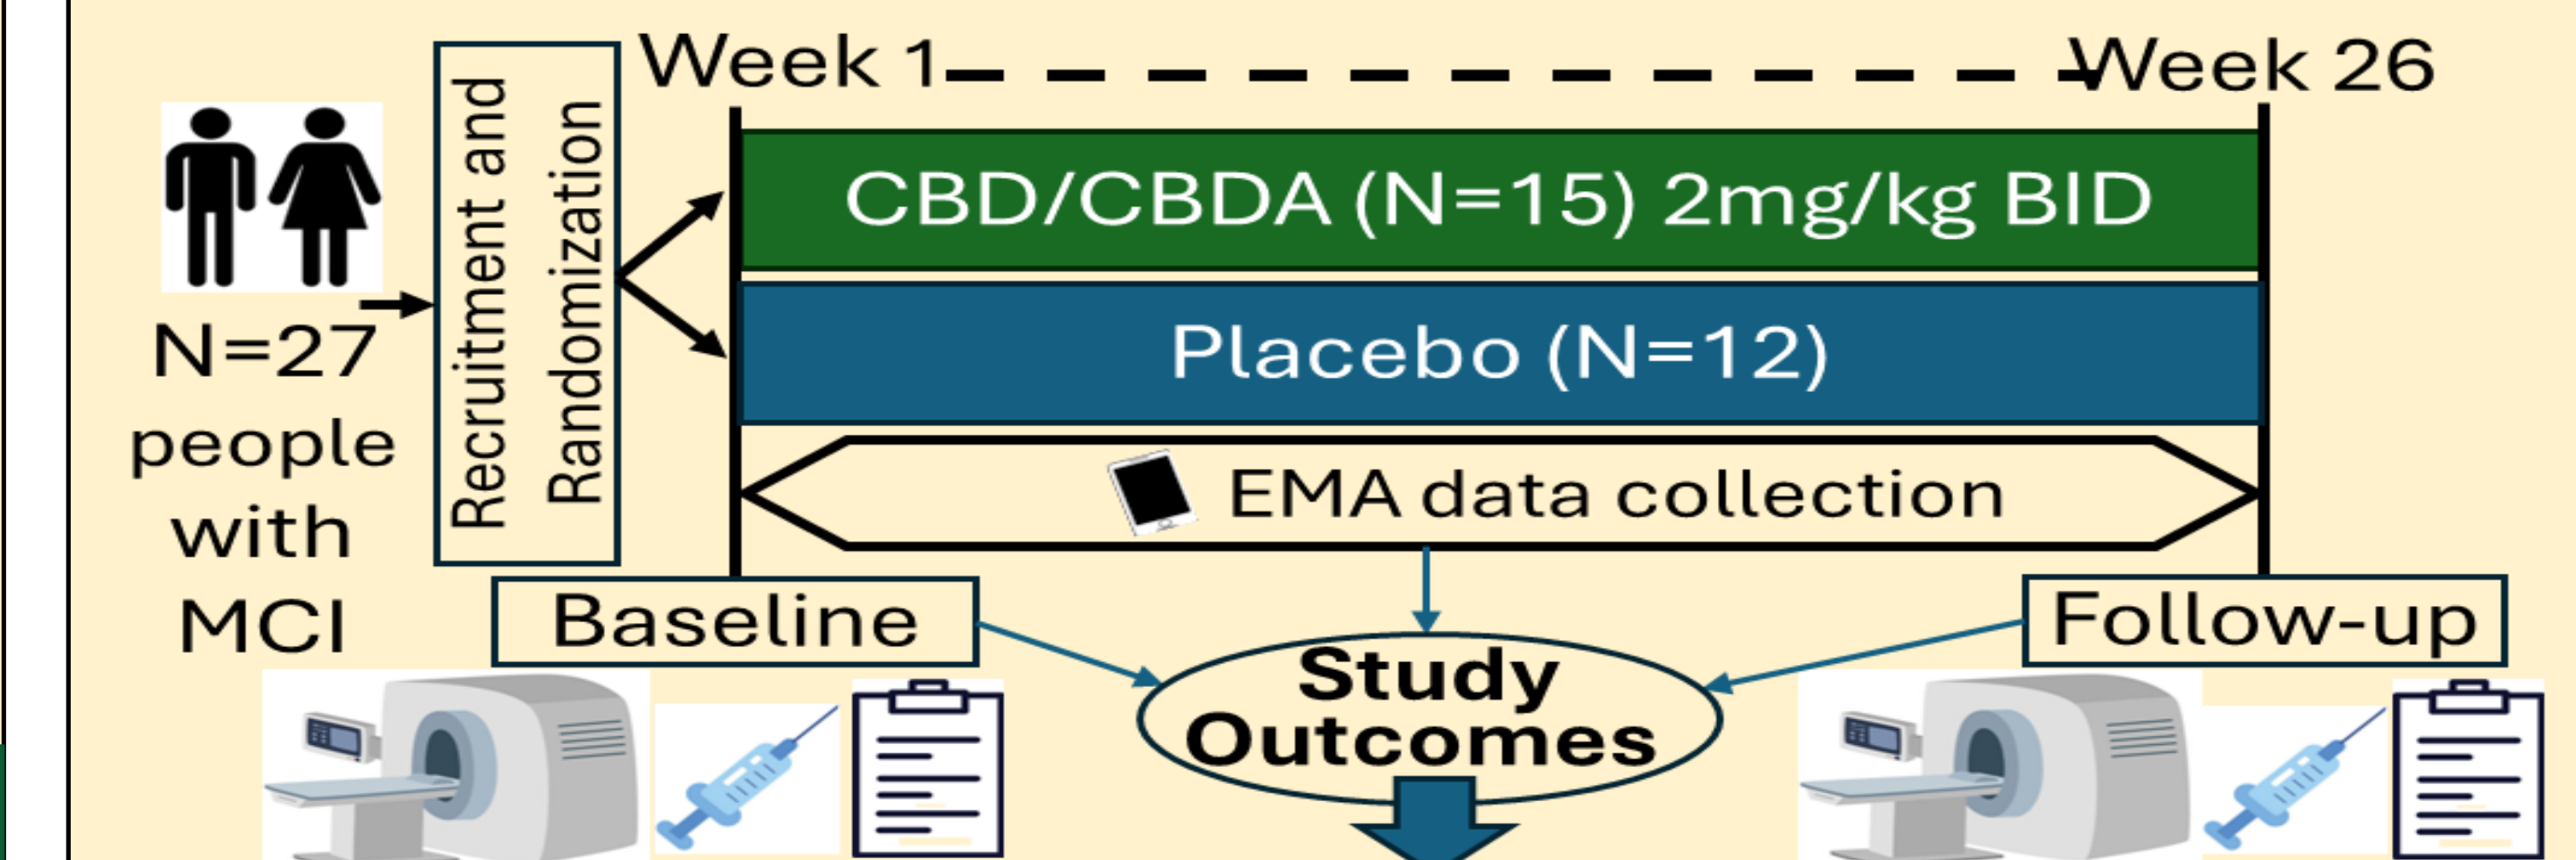 Week 1
Week 26
Recruitment and
Randomization
CBD/CBDA (N=15) 2mg/kg BID
Placebo (N=12)
N=27
people
with
MCI
EMA data collection
Baseline
Follow-up
Study
Outcomes